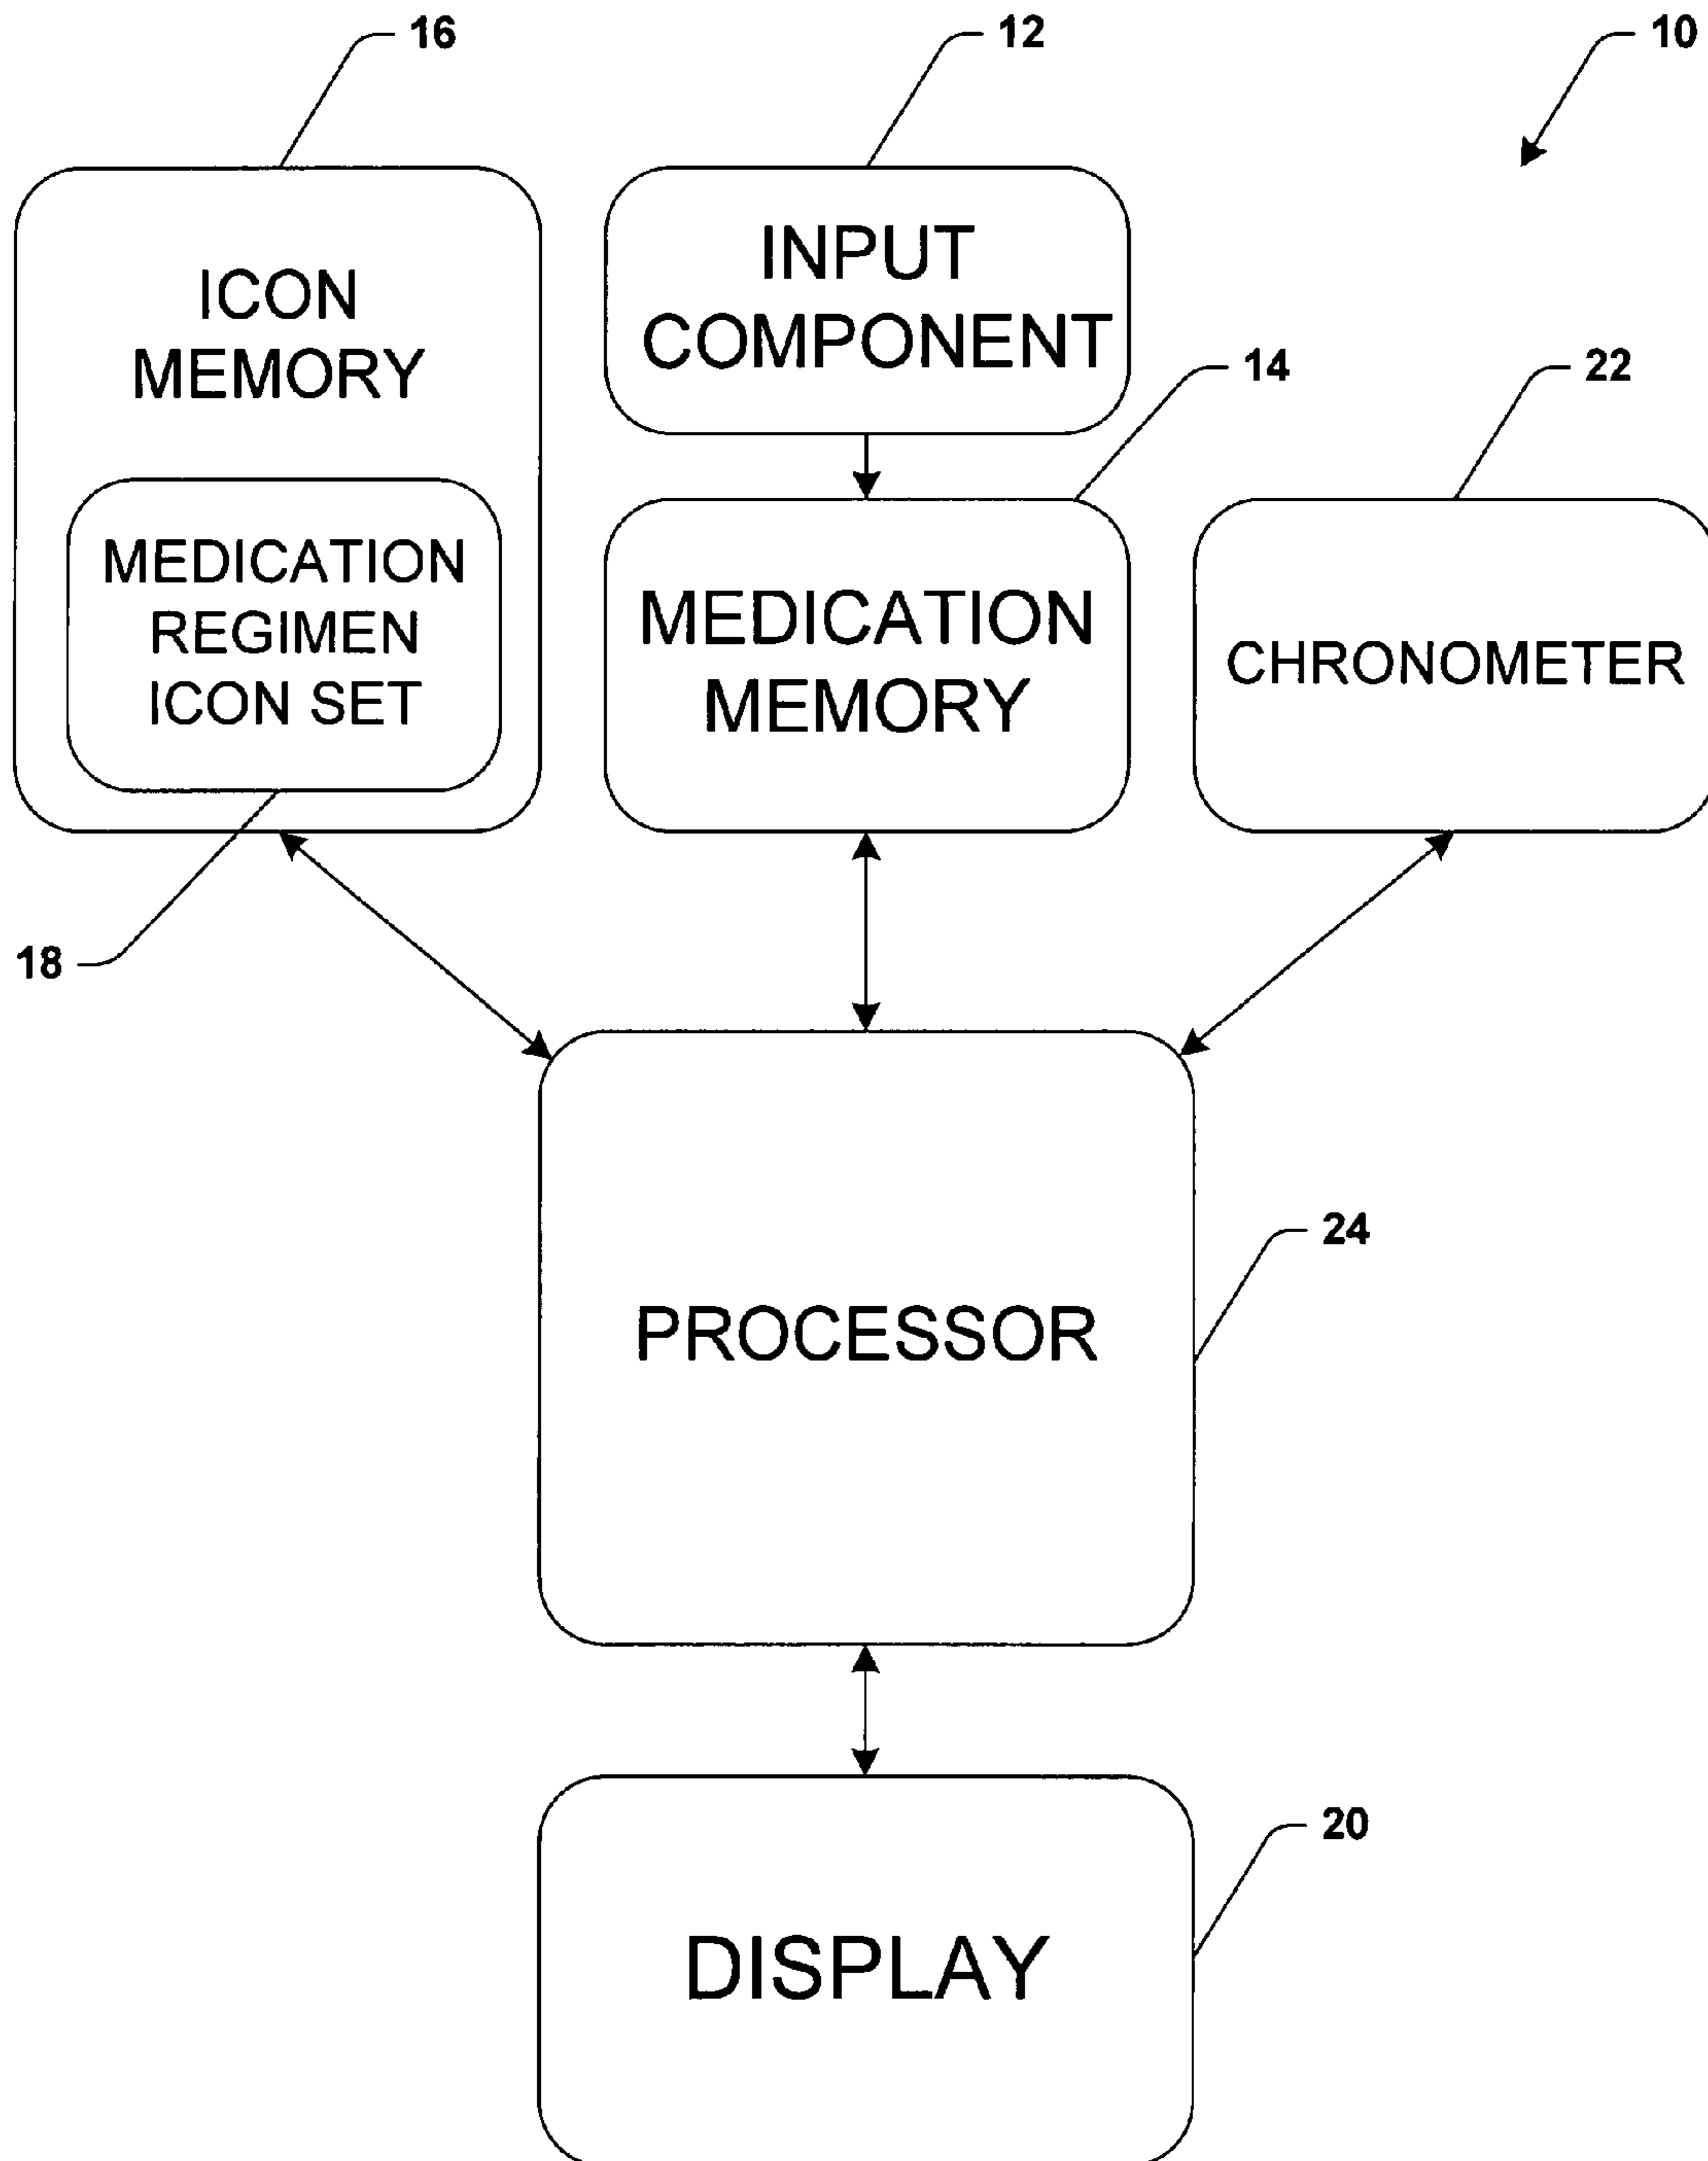 16
12
10
ICON
MEMORY
INPUT
COMPONENT
14
22
MEDICATION
REGIMEN
ICON SET
MEDICATION
MEMORY
CHRONOMETER
18
PROCESSOR
24
DISPLAY
20